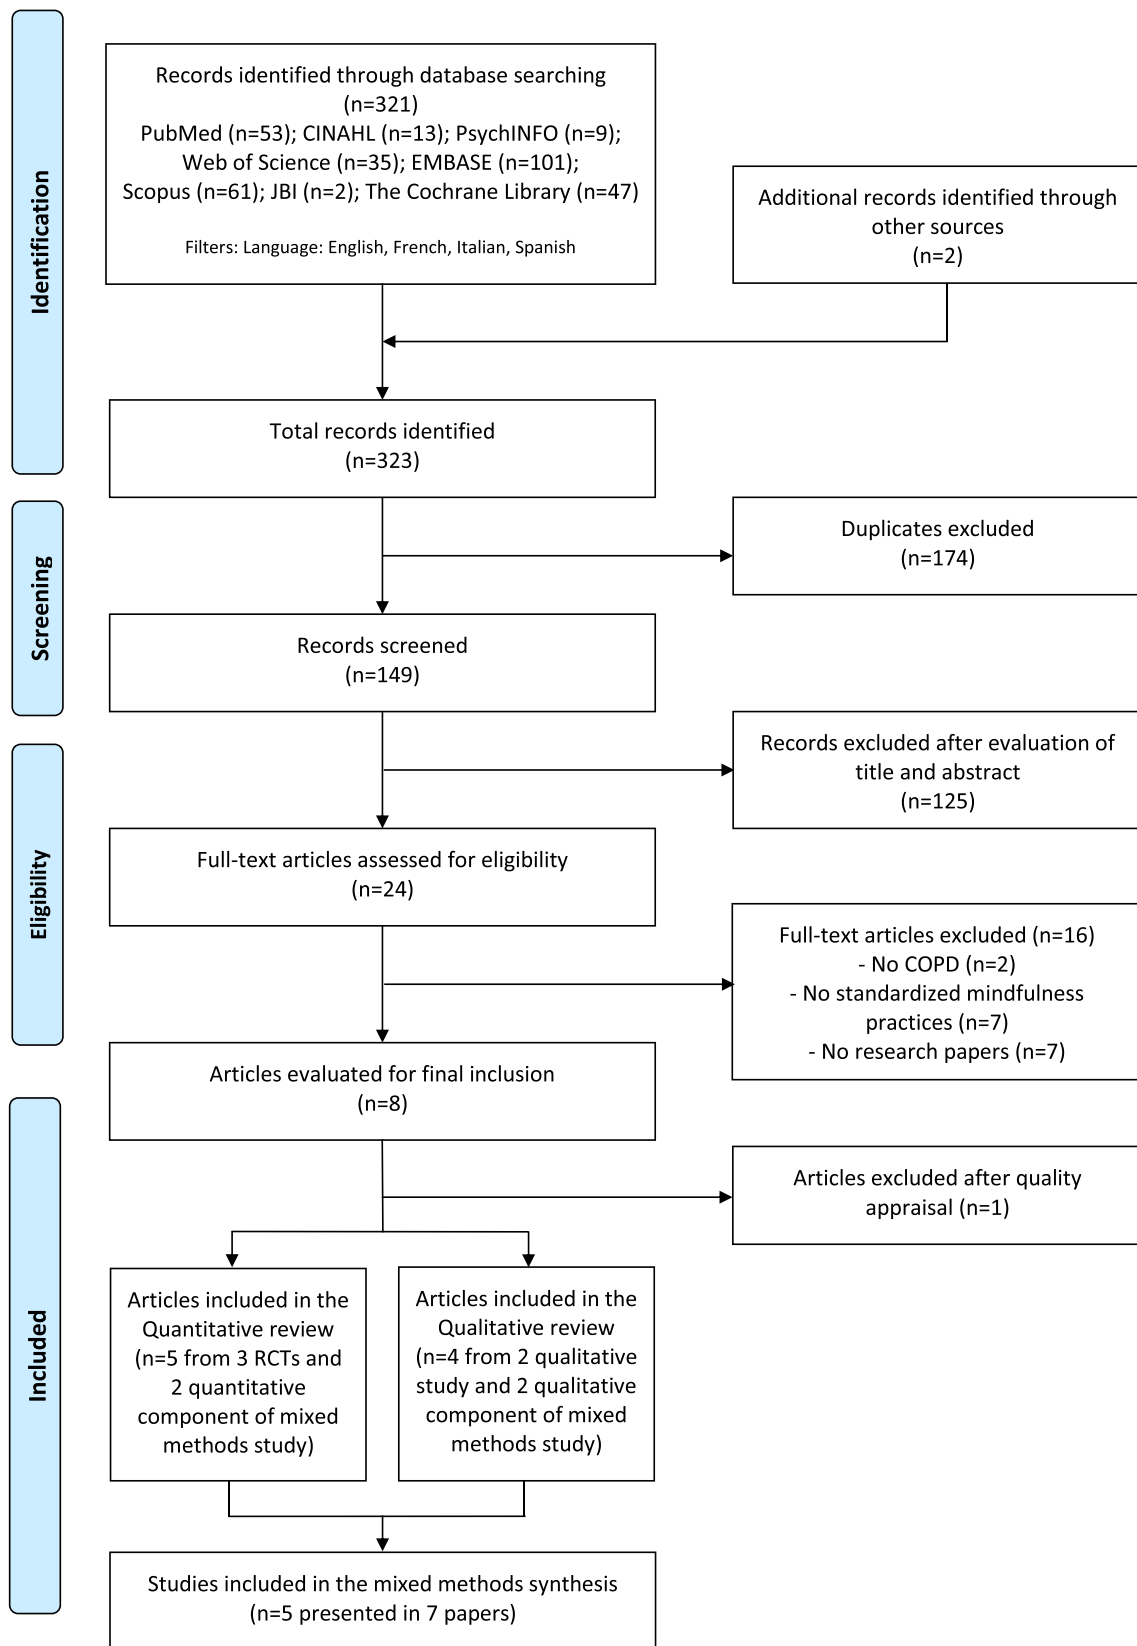 Identification
Records identified through database searching
(n=321)
PubMed (n=53); CINAHL (n=13); PsychINFO (n=9);
Web of Science (n=35); EMBASE (n=101);
Scopus (n=61); JBI (n=2); The Cochrane Library (n=47)
Filters: Language: English, French, Italian, Spanish
Additional records identified through
other sources
(n=2)
Total records identified
(n=323)
Screening
Duplicates excluded
(n=174)
Records screened
(n=149)
Eligibility
Records excluded after evaluation of
title and abstract
(n=125)
Full-text articles assessed for eligibility
(n=24)
Full-text articles excluded (n=16)
- No COPD (n=2)
- No standardized mindfulness
practices (n=7)
- No research papers (n=7)
Articles evaluated for final inclusion
(n=8)
Included
Articles excluded after quality
appraisal (n=1)
Articles included in the
Quantitative review
(n=5 from 3 RCTs and
2 quantitative
component of mixed
methods study)
Articles included in the
Qualitative review
(n=4 from 2 qualitative
study and 2 qualitative
component of mixed
methods study)
Studies included in the mixed methods synthesis
(n=5 presented in 7 papers)